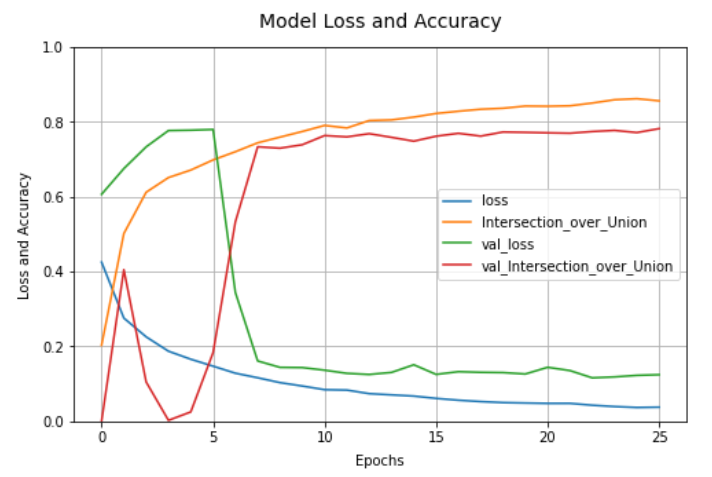 Model Loss and Accuracy
1.0
0.8
0.6
0.4
0.2
0.0
Loss and Accuracy
loss
Intersection_over_Union
val_loss
val_Intersection_over_Union
0 5 10 15 20 25
Epochs